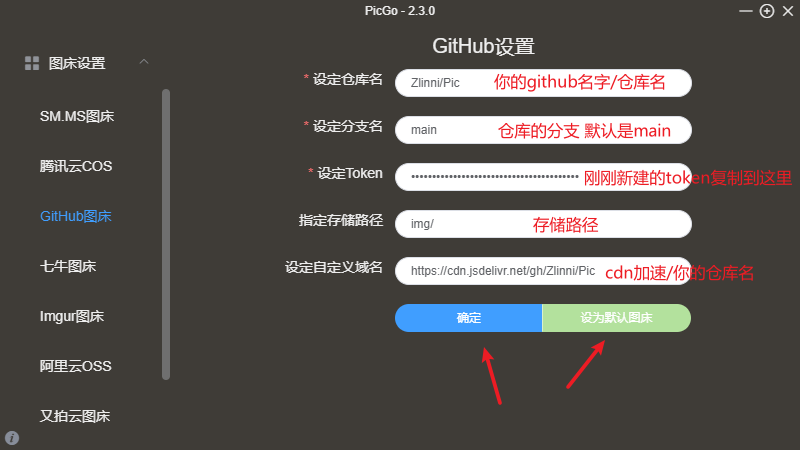 PicGo - 2.3.0
图床设置
SM.MS图床
腾讯云COS
GitHub图床
七牛图床
Imgur图床
阿里云OSS
又拍云图床
GitHub设置
* 设定仓库名 Zlinni/Pic 你的github名字/仓库名
* 设定分支名 main 仓库的分支 默认是main
* 设定Token 刚刚新建的token复制到这里
指定存储路径 img/ 存储路径
设定自定义域名 https://cdn.jsdelivr.net/gh/Zlinni/Pic cdn加速/你的仓库名
确定 设为默认图床